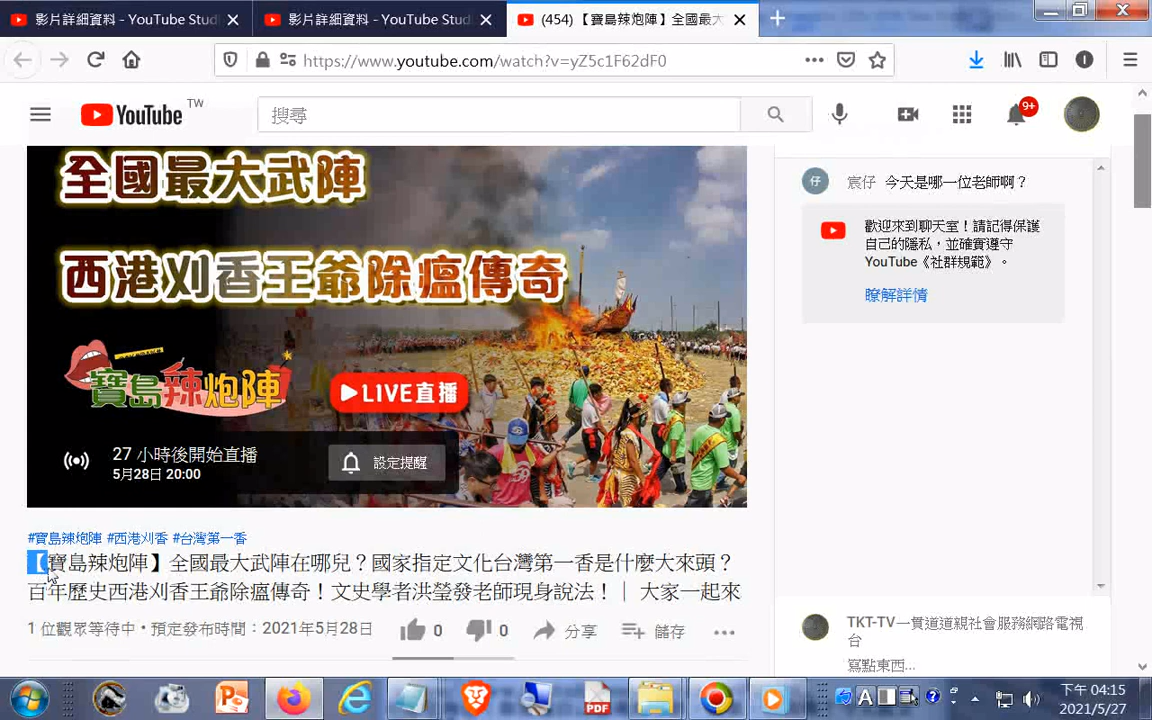 影片詳細資料 - YouTube Stud
影片詳細資料 - YouTube Stud
(454) 【寶島辣炮陣】全國最大
https://www.youtube.com/watch?v=yZ5c1F62dF0
YouTube TW
搜尋
9+
全國最大武陣
西港刈香王爺除瘟傳奇
寶島辣炮陣
LIVE直播
27 小時後開始直播
5月28日 20:00
設定提醒
仔 宸仔 今天是哪一位老師啊？
歡迎來到聊天室！請記得保護
自己的隱私，並確實遵守
YouTube《社群規範》。
瞭解詳情
#寶島辣炮陣 #西港刈香 #台灣第一香
【寶島辣炮陣】全國最大武陣在哪兒？國家指定文化台灣第一香是什麼大來頭？
百年歷史西港刈香王爺除瘟傳奇！文史學者洪瑩發老師現身說法！｜ 大家一起來
1 位觀眾等待中 • 預定發布時間：2021年5月28日
0
0
分享
儲存
TKT-TV一貫道道親社會服務網路電視
台
寫點東西...
PDF
A
下午 04:15
2021/5/27